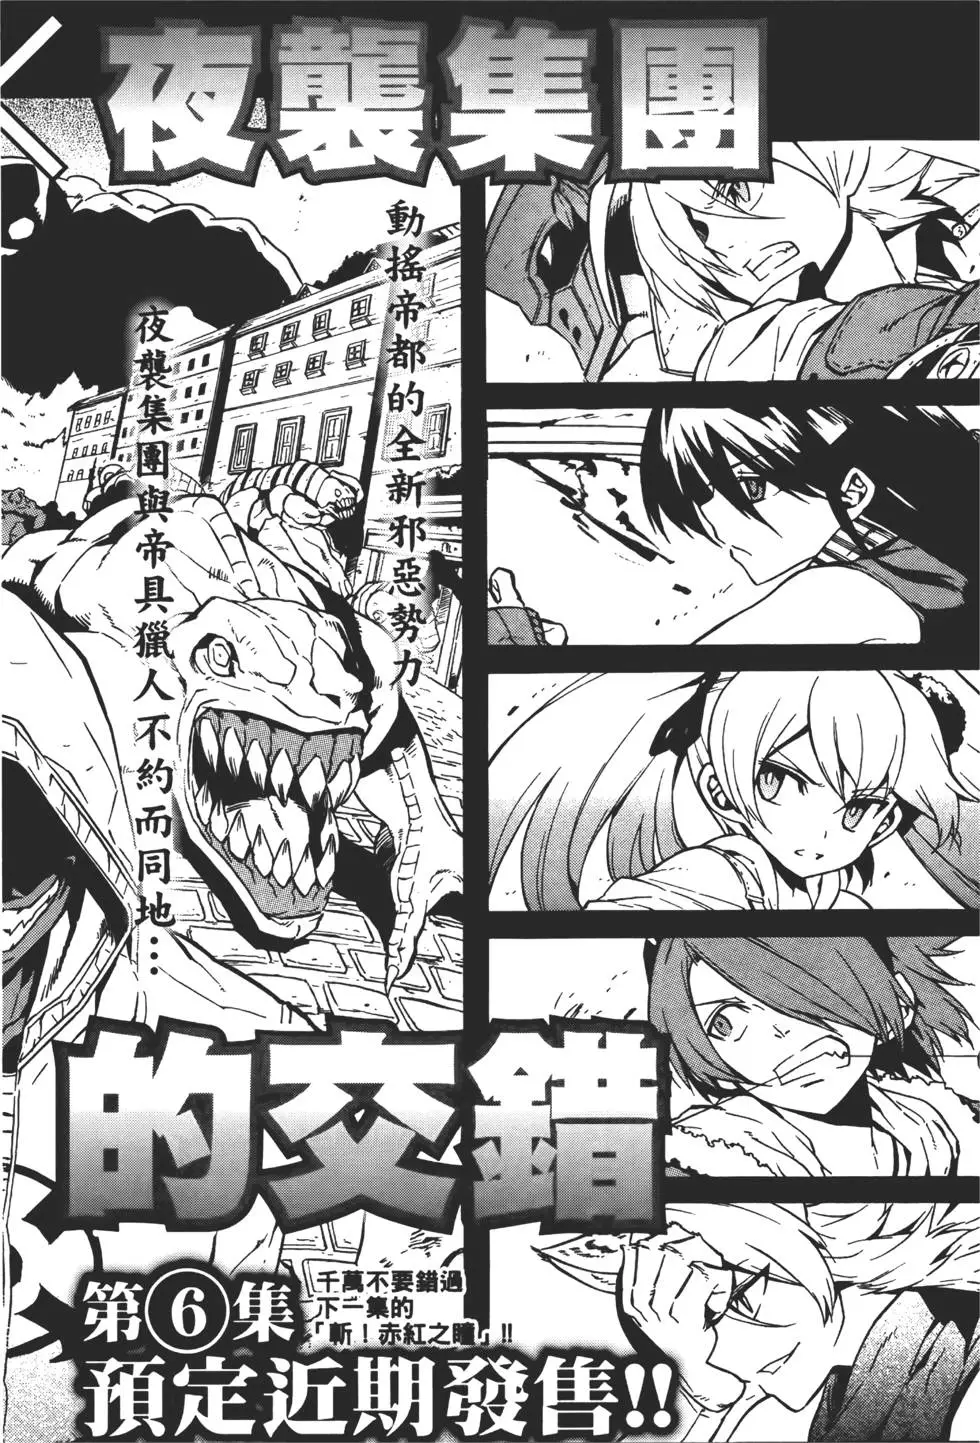 夜襲集團
動搖帝都的全新邪惡勢力
夜襲集團與帝具獵人不約而同地…
的交錯
第⑥集
千萬不要錯過
下一集的
「斬！赤紅之瞳」!!
預定近期發售!!